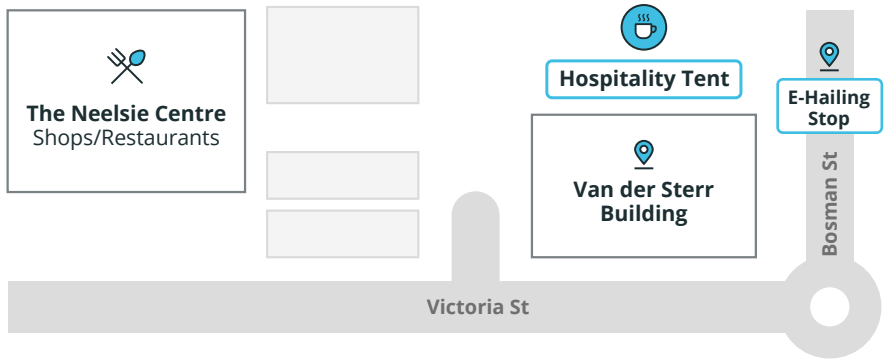 The Neelsie Centre
Shops/Restaurants
Hospitality Tent
Van der Sterr
Building
E-Hailing
Stop
Bosman St
Victoria St